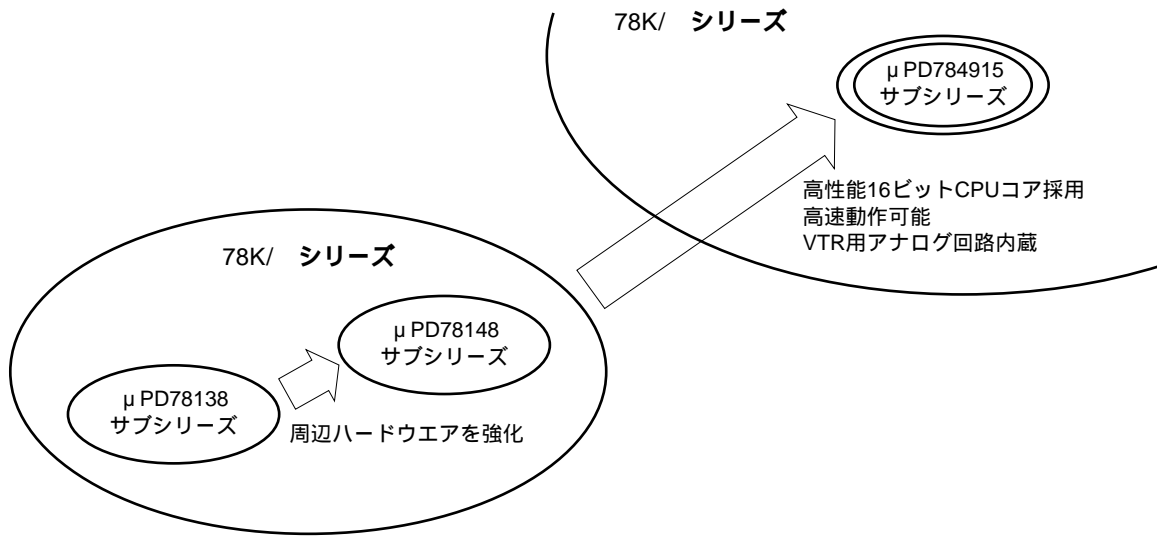 78K/ シリーズ
μPD784915
サブシリーズ
高性能16ビットCPUコア採用
高速動作可能
VTR用アナログ回路内蔵
78K/ シリーズ
μPD78148
サブシリーズ
μPD78138
サブシリーズ
周辺ハードウエアを強化